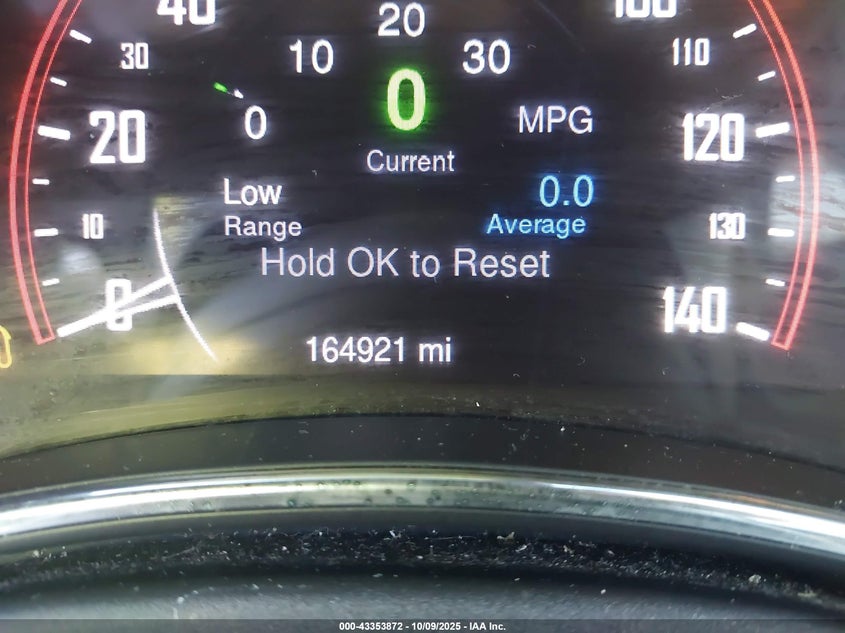 40
100
20
30
10
30
110
0
20
0
MPG
120
Current
Low
0.0
10
Range
Average
130
Hold OK to Reset
0
140
164921 mi
000-43353872 - 10/09/2025 - IAA Inc.